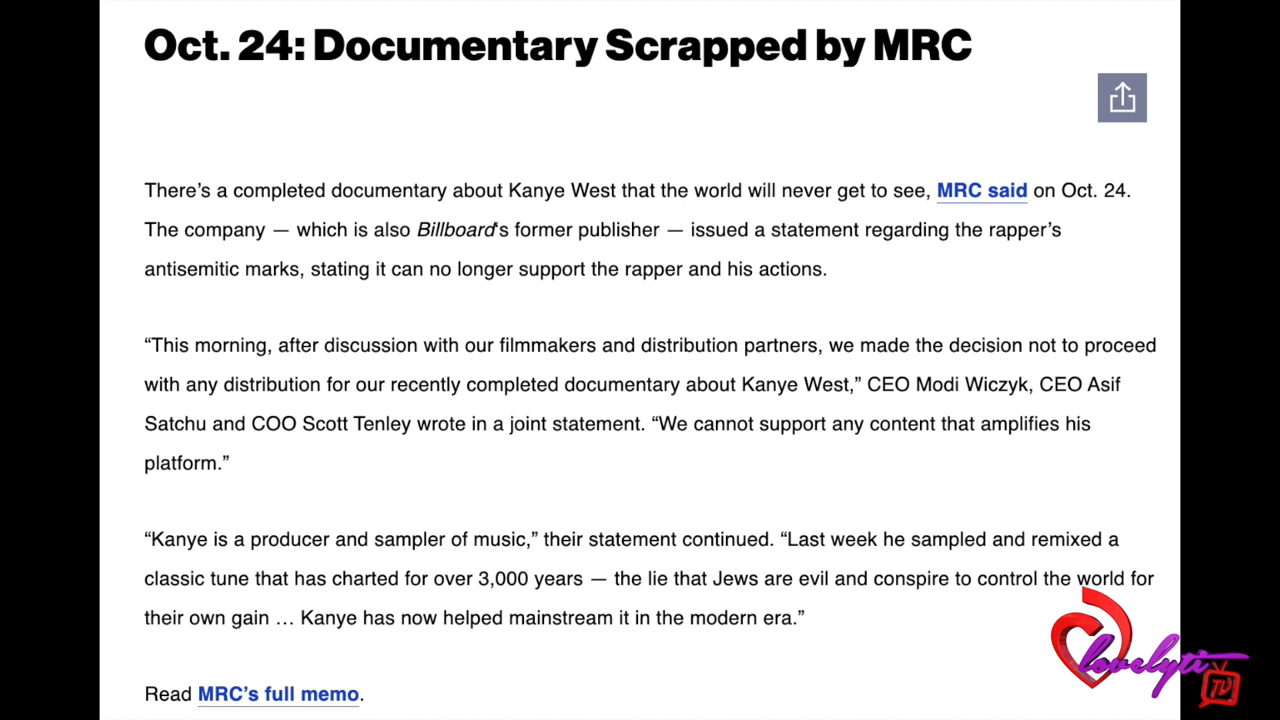 Oct. 24: Documentary Scrapped by MRC
There’s a completed documentary about Kanye West that the world will never get to see, MRC said on Oct. 24.
The company — which is also Billboard‘s former publisher — issued a statement regarding the rapper’s
antisemitic marks, stating it can no longer support the rapper and his actions.
“This morning, after discussion with our filmmakers and distribution partners, we made the decision not to proceed
with any distribution for our recently completed documentary about Kanye West,” CEO Modi Wiczyk, CEO Asif
Satchu and COO Scott Tenley wrote in a joint statement. “We cannot support any content that amplifies his
platform.”
“Kanye is a producer and sampler of music,” their statement continued. “Last week he sampled and remixed a
classic tune that has charted for over 3,000 years — the lie that Jews are evil and conspire to control the world for
their own gain … Kanye has now helped mainstream it in the modern era.”
Read MRC’s full memo.
lovelyti
TV